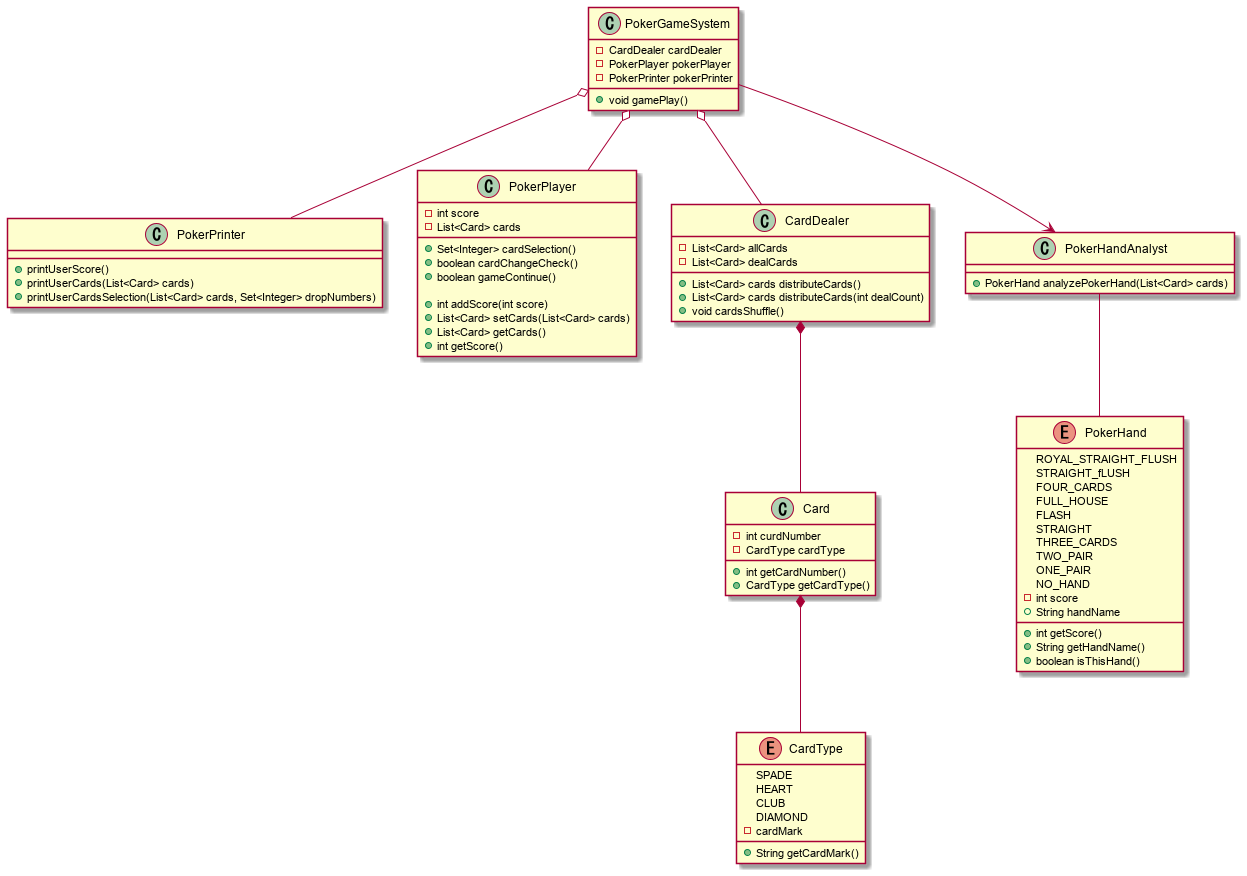 C PokerGameSystem
CardDealer cardDealer
PokerPlayer pokerPlayer
PokerPrinter pokerPrinter
void gamePlay()
C PokerPrinter
printUserScore()
printUserCards(List<Card> cards)
printUserCardsSelection(List<Card> cards, Set<Integer> dropNumbers)
C PokerPlayer
int score
List<Card> cards
Set<Integer> cardSelection()
boolean cardChangeCheck()
boolean gameContinue()
int addScore(int score)
List<Card> setCards(List<Card> cards)
List<Card> getCards()
int getScore()
C CardDealer
List<Card> allCards
List<Card> dealCards
List<Card> cards distributeCards()
List<Card> cards distributeCards(int dealCount)
void cardsShuffle()
C PokerHandAnalyst
PokerHand analyzePokerHand(List<Card> cards)
C Card
int curdNumber
CardType cardType
int getCardNumber()
CardType getCardType()
E PokerHand
ROYAL_STRAIGHT_FLUSH
STRAIGHT_fLUSH
FOUR_CARDS
FULL_HOUSE
FLASH
STRAIGHT
THREE_CARDS
TWO_PAIR
ONE_PAIR
NO_HAND
int score
String handName
int getScore()
String getHandName()
boolean isThisHand()
E CardType
SPADE
HEART
CLUB
DIAMOND
cardMark
String getCardMark()